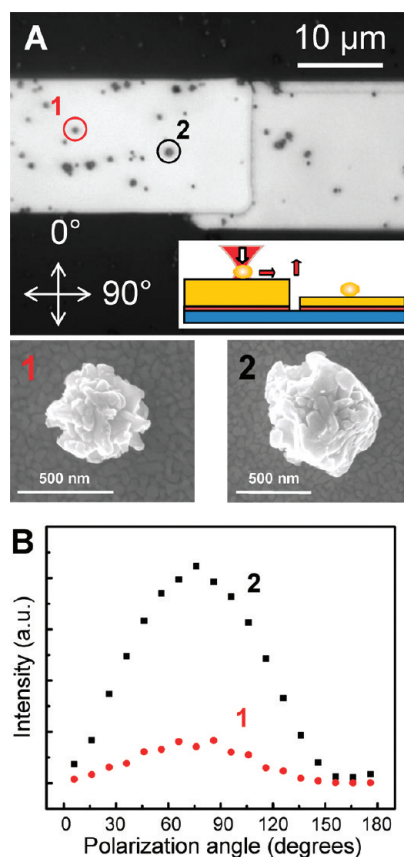 A
10 μm
1
2
0°
90°
1
500 nm
2
500 nm
B
Intensity (a.u.)
2
1
0 30 60 90 120 150 180
Polarization angle (degrees)